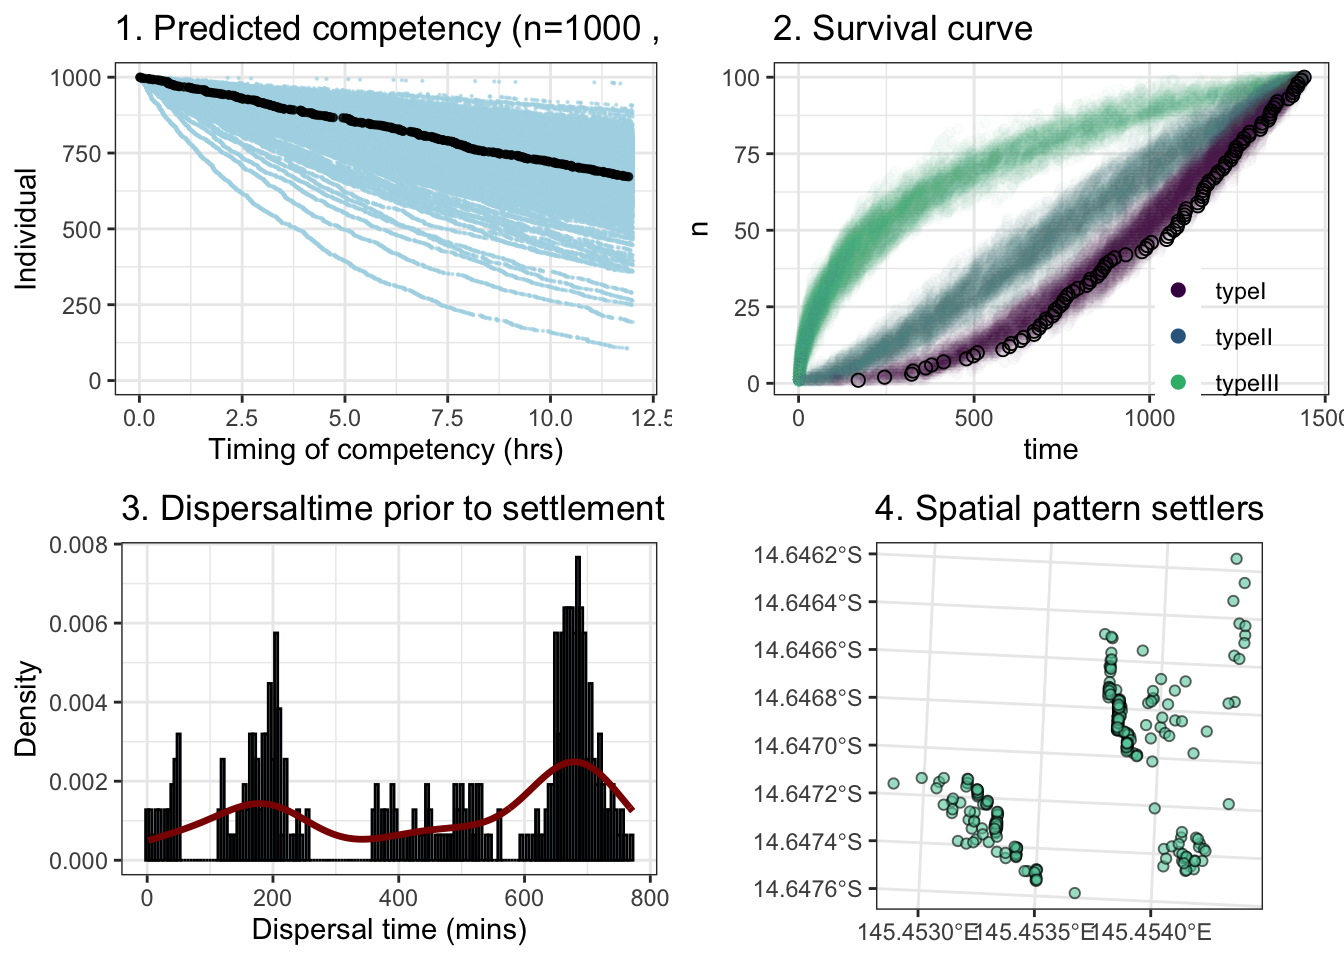 1. Predicted competency (n=1000 ,
1000
750
500
250
0
Individual
0.0 2.5 5.0 7.5 10.0 12.5
Timing of competency (hrs)
2. Survival curve
100
75
50
25
0
n
typeI
typeII
typeIII
0 500 1000 1500
time
3. Dispersaltime prior to settlement
0.008
0.006
0.004
0.002
0.000
Density
0 200 400 600 800
Dispersal time (mins)
4. Spatial pattern settlers
14.6462°S
14.6464°S
14.6466°S
14.6468°S
14.6470°S
14.6472°S
14.6474°S
14.6476°S
145.4530°E 145.4535°E 145.4540°E